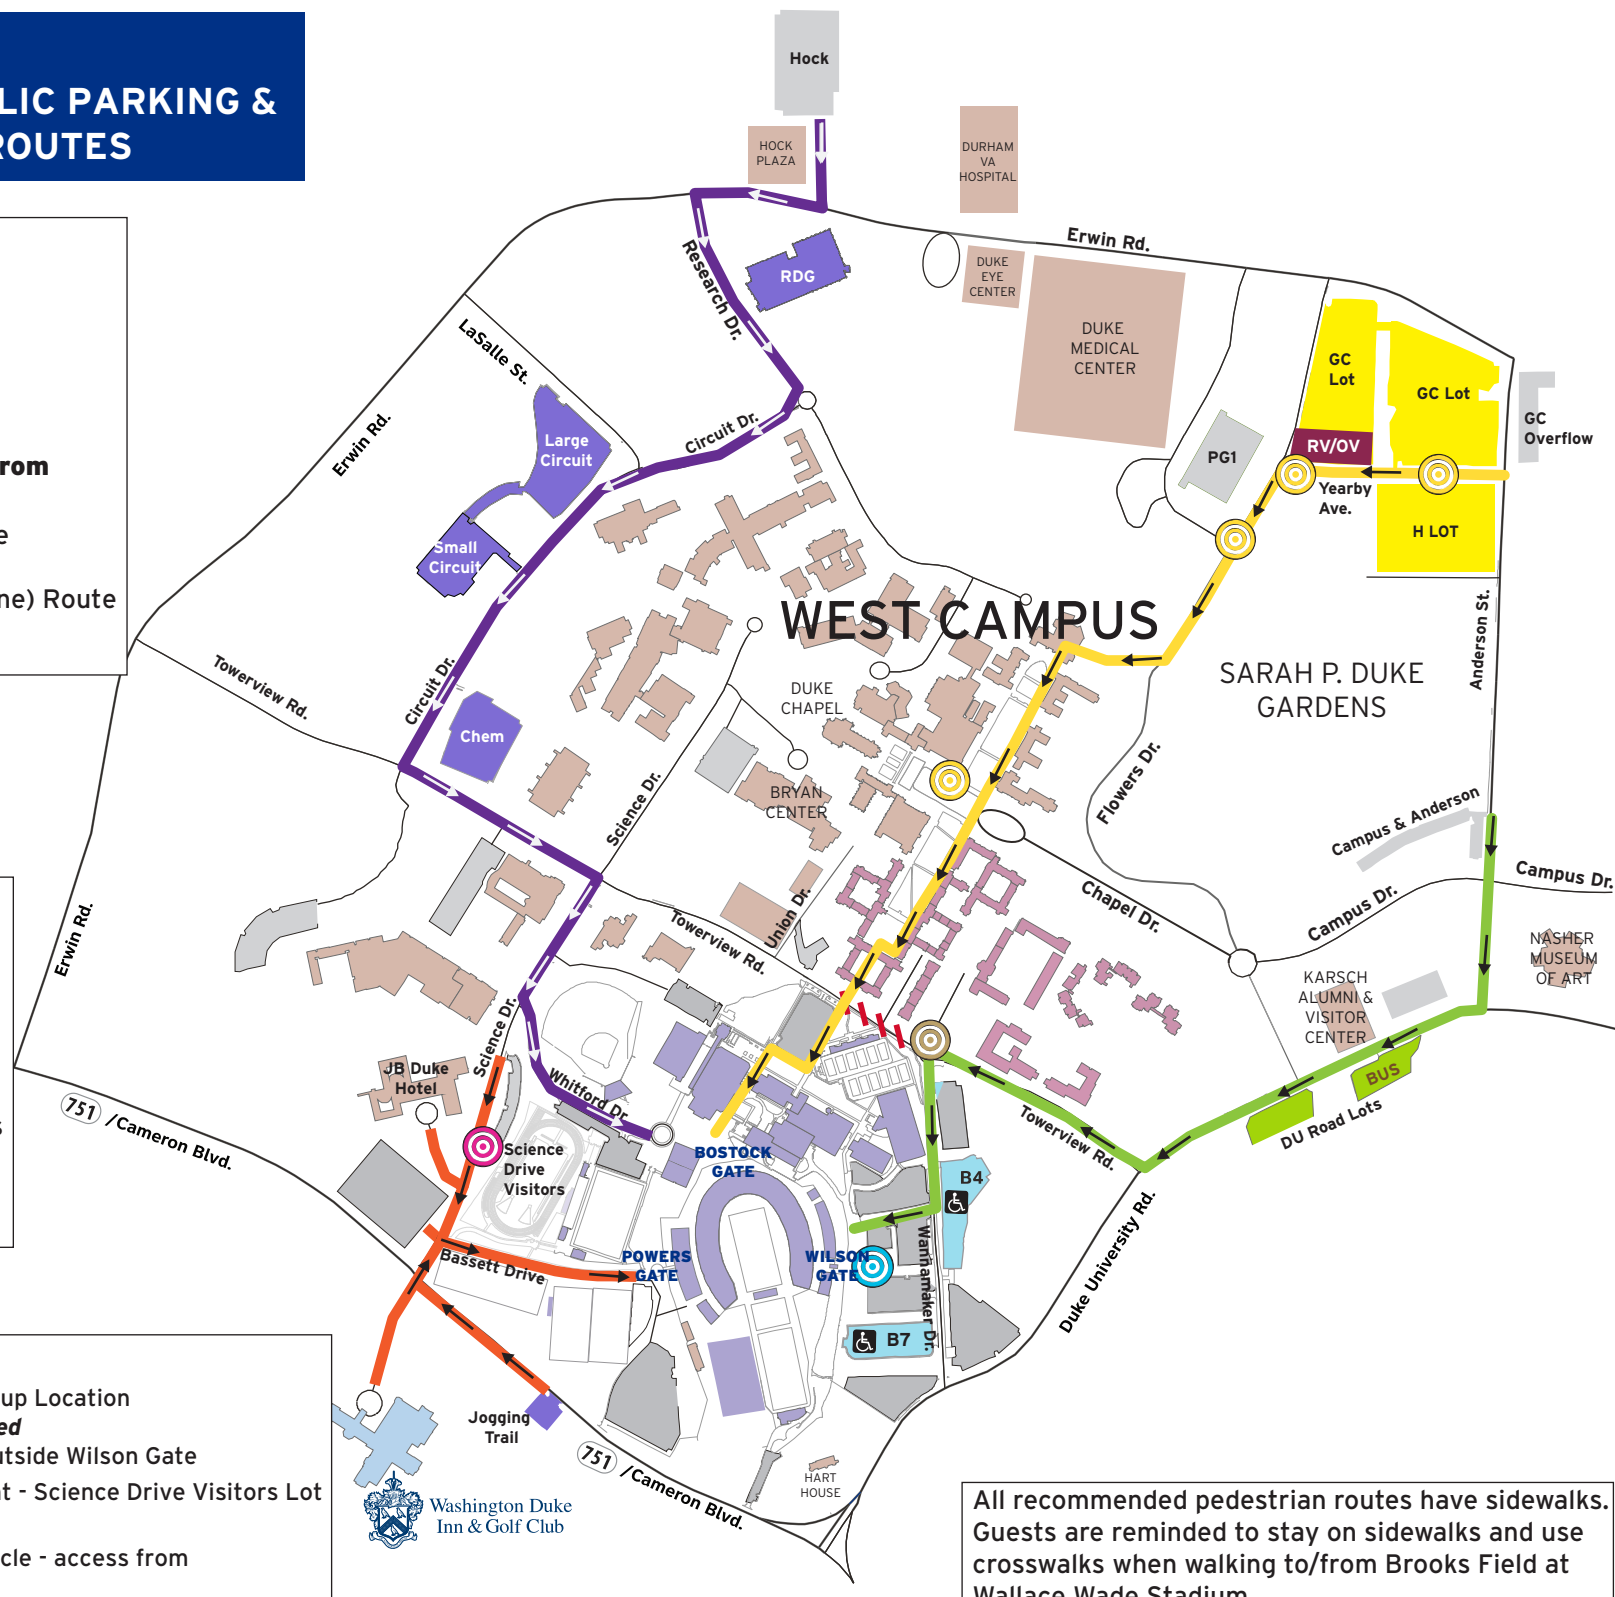 LIC PARKING &
ROUTES
Hock
HOCK
PLAZA
DURHAM
VA
HOSPITAL
Erwin Rd.
DUKE
EYE
CENTER
RDG
Research Dr.
DUKE
MEDICAL
CENTER
GC
Lot
GC Lot
GC
Overflow
RV/OV
PG1
Yearby
Ave.
H LOT
LaSalle St.
Erwin Rd.
Large
Circuit
Circuit Dr.
Small
Circuit
rom
e
ne) Route
WEST CAMPUS
SARAH P. DUKE
GARDENS
Anderson St.
Towerview Rd.
Circuit Dr.
Chem
DUKE
CHAPEL
BRYAN
CENTER
Science Dr.
Flowers Dr.
Campus & Anderson
Campus Dr.
Campus Dr.
Chapel Dr.
Union Dr.
Towerview Rd.
Erwin Rd.
NASHER
MUSEUM
OF ART
KARSCH
ALUMNI &
VISITOR
CENTER
BUS
DU Road Lots
Science Dr.
JB Duke
Hotel
Whitford Dr.
751 /Cameron Blvd.
s
Science
Drive
Visitors
BOSTOCK
GATE
Towerview Rd.
B4
Duke University Rd.
Bassett Drive
POWERS
GATE
WILSON
GATE
Wannamaker Dr.
B7
up Location
ed
utside Wilson Gate
nt - Science Drive Visitors Lot
cle - access from
Jogging
Trail
751 /Cameron Blvd.
HART
HOUSE
Washington Duke
Inn & Golf Club
All recommended pedestrian routes have sidewalks.
Guests are reminded to stay on sidewalks and use
crosswalks when walking to/from Brooks Field at
Wallace Wade Stadium